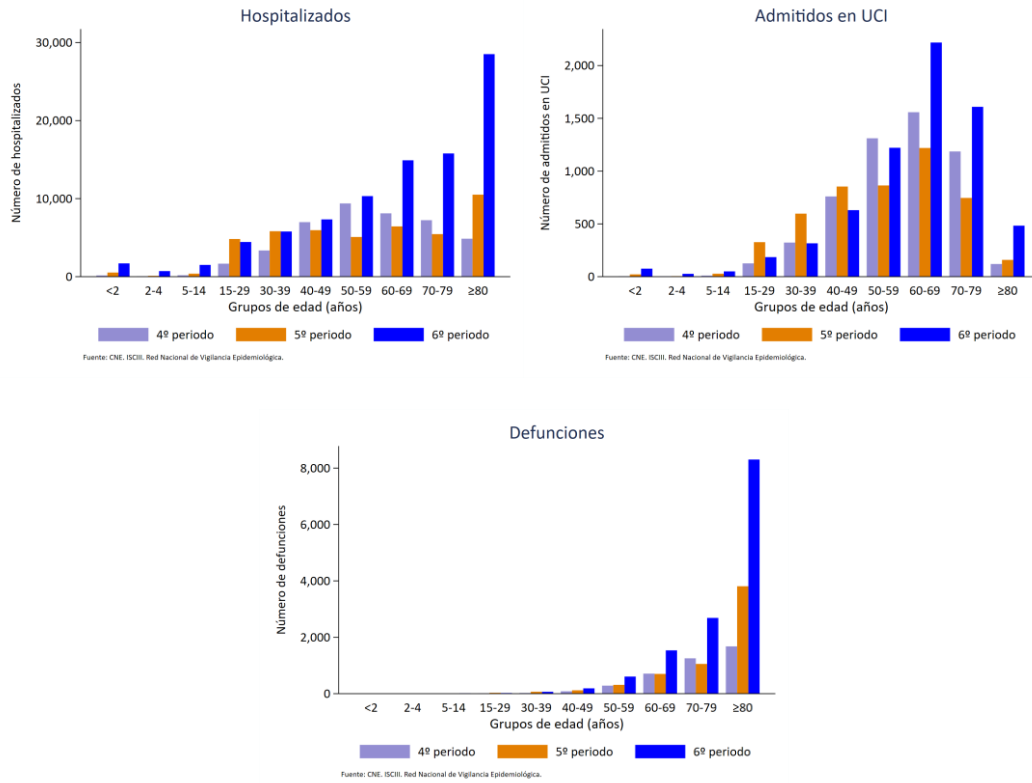 Hospitalizados
Número de hospitalizados
30,000
20,000
10,000
0
<2 2-4 5-14 15-29 30-39 40-49 50-59 60-69 70-79 ≥80
Grupos de edad (años)
4º periodo 5º periodo 6º periodo
Fuente: CNE. ISCIII. Red Nacional de Vigilancia Epidemiológica.
Admitidos en UCI
Número de admitidos en UCI
2,000
1,500
1,000
500
0
<2 2-4 5-14 15-29 30-39 40-49 50-59 60-69 70-79 ≥80
Grupos de edad (años)
4º periodo 5º periodo 6º periodo
Fuente: CNE. ISCIII. Red Nacional de Vigilancia Epidemiológica.
Defunciones
Número de defunciones
8,000
6,000
4,000
2,000
0
<2 2-4 5-14 15-29 30-39 40-49 50-59 60-69 70-79 ≥80
Grupos de edad (años)
4º periodo 5º periodo 6º periodo
Fuente: CNE. ISCIII. Red Nacional de Vigilancia Epidemiológica.